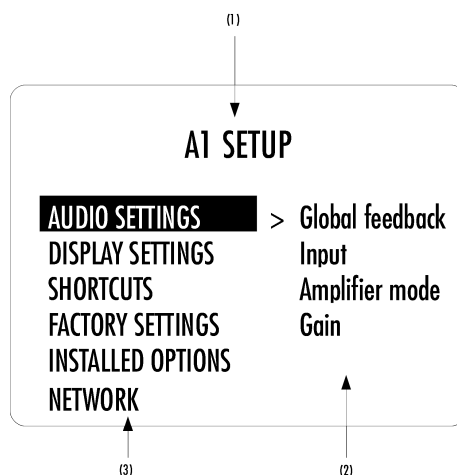 (1)
A1 SETUP
AUDIO SETTINGS > Global feedback
DISPLAY SETTINGS Input
SHORTCUTS Amplifier mode
FACTORY SETTINGS Gain
INSTALLED OPTIONS
NETWORK
(3) (2)